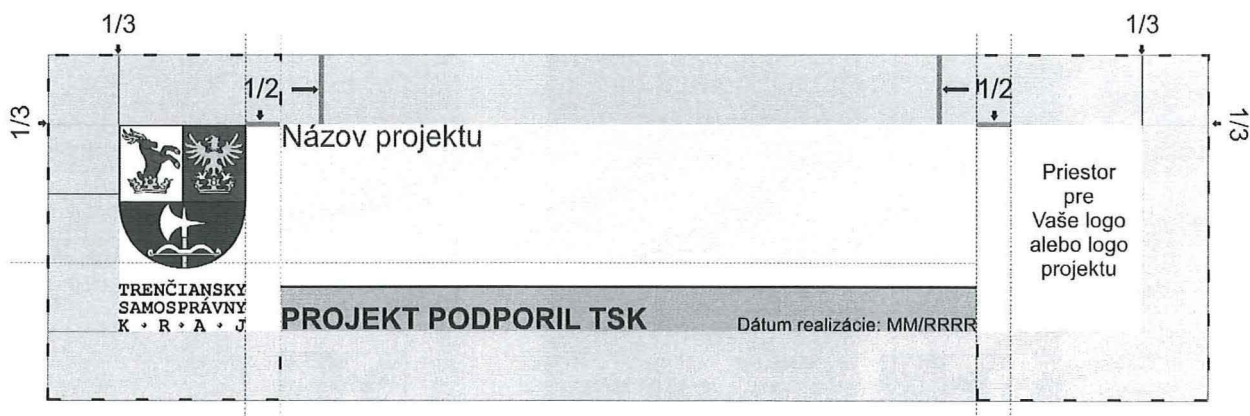 1/3
1/3
1/2
1/2
1/3
1/3
Názov projektu
Priestor
pre
Vaše logo
alebo logo
projektu
TRENČIANSKY
SAMOSPRÁVNY
K · R · A · J
PROJEKT PODPORIL TSK
Dátum realizácie: MM/RRRR